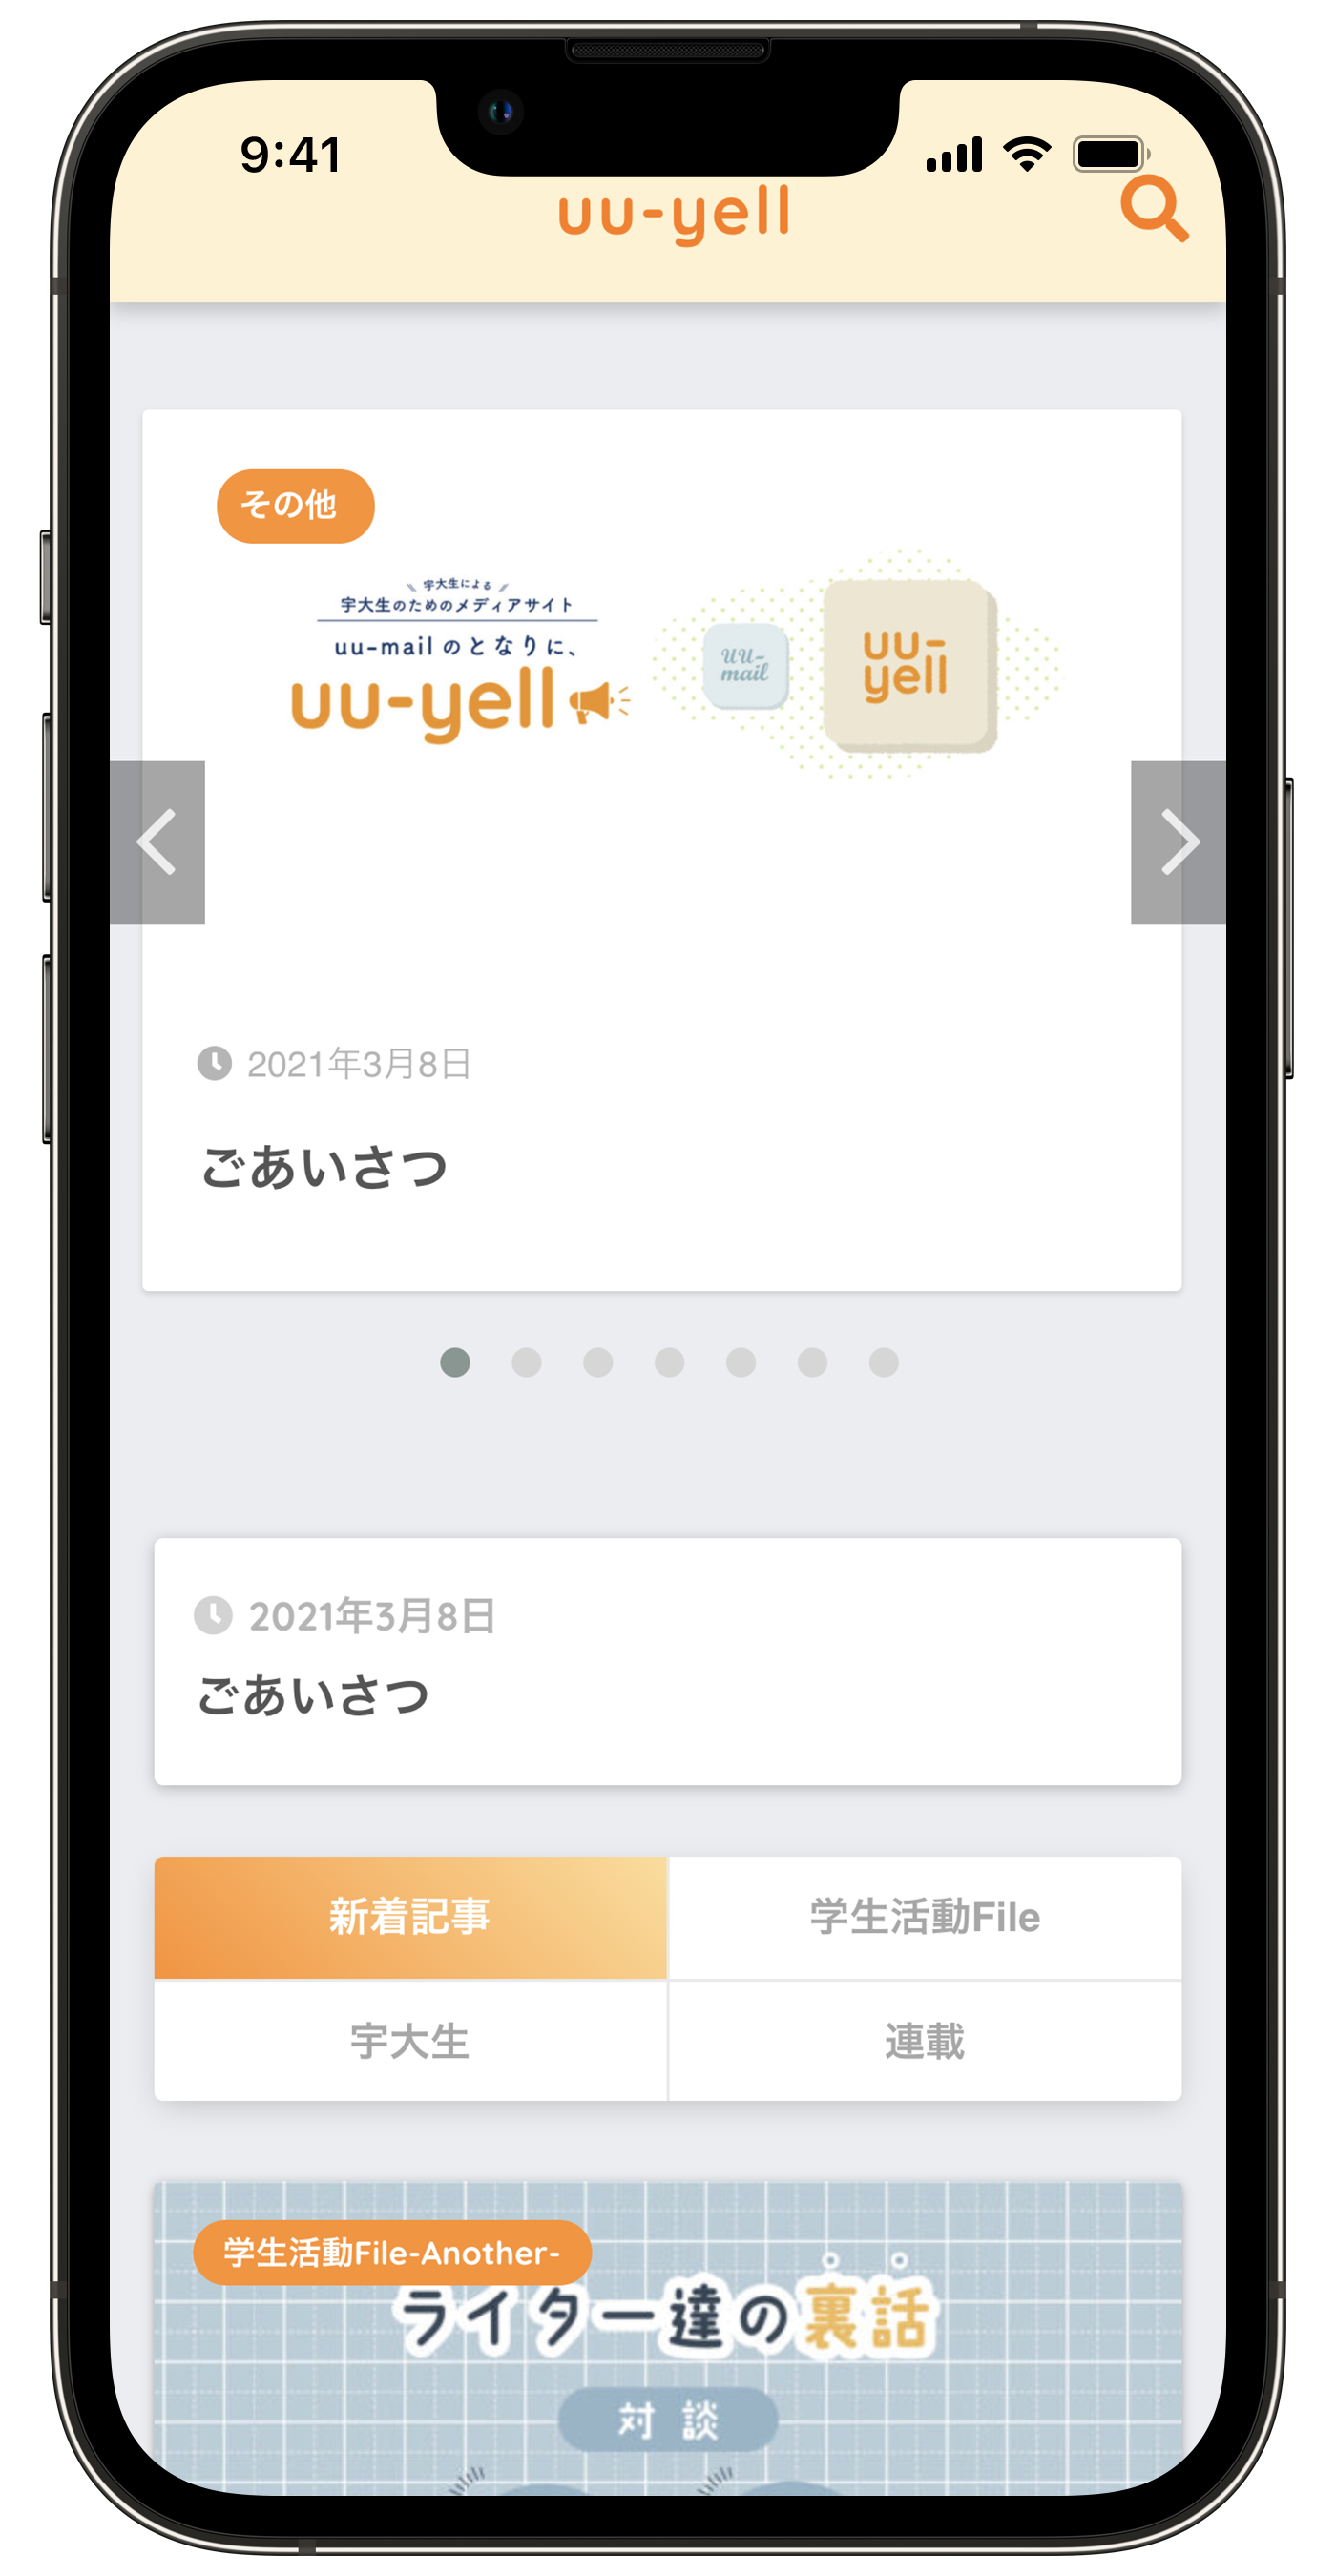 9:41
uu-yell
その他
宇大生による
宇大生のためのメディアサイト
uu-mail のとなりに、
uu-yell
uu-
mail
uu-
yell
2021年3月8日
ごあいさつ
2021年3月8日
ごあいさつ
新着記事
学生活動File
宇大生
連載
学生活動File-Another-
ライター達の裏話
対談